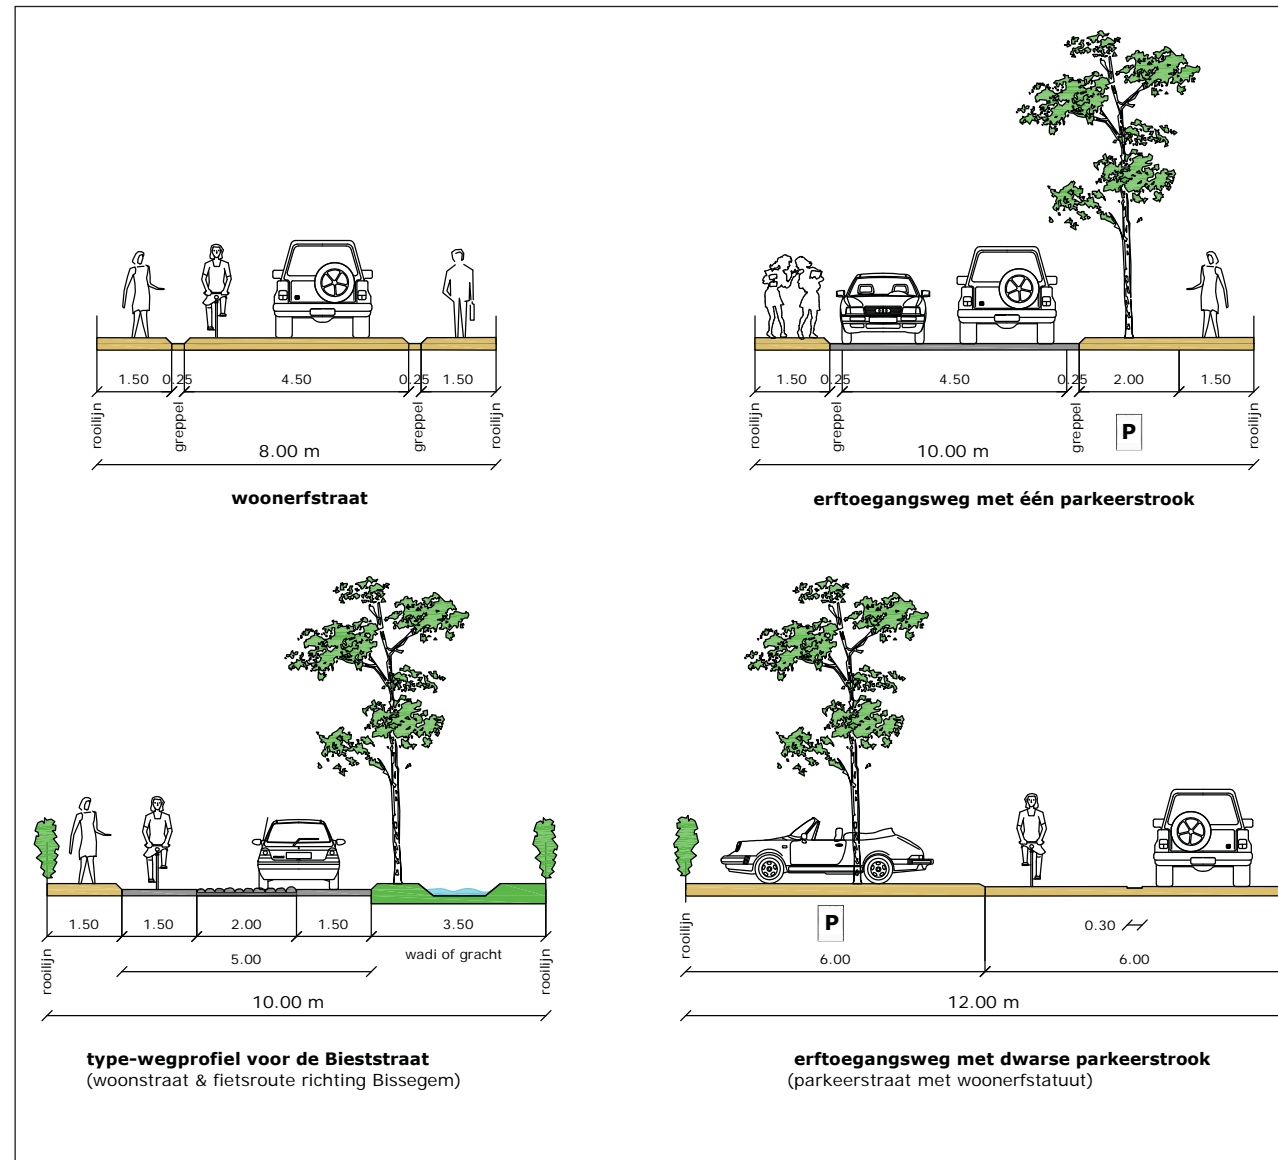 1.50 0.25 4.50 0.25 1.50
rooilijn greppel greppel rooilijn
8.00 m
woonerfstraat
1.50 0.25 4.50 0.25 2.00 1.50
rooilijn greppel greppel P rooilijn
10.00 m
erftoegangsweg met één parkeerstrook
1.50 1.50 2.00 1.50 3.50
rooilijn wadi of gracht rooilijn
5.00
10.00 m
type-wegprofiel voor de Bieststraat
(woonstraat & fietsroute richting Bissegem)
rooilijn P 0.30
6.00 6.00
12.00 m
erftoegangsweg met dwarse parkeerstrook
(parkeerstraat met woonerfstatuut)